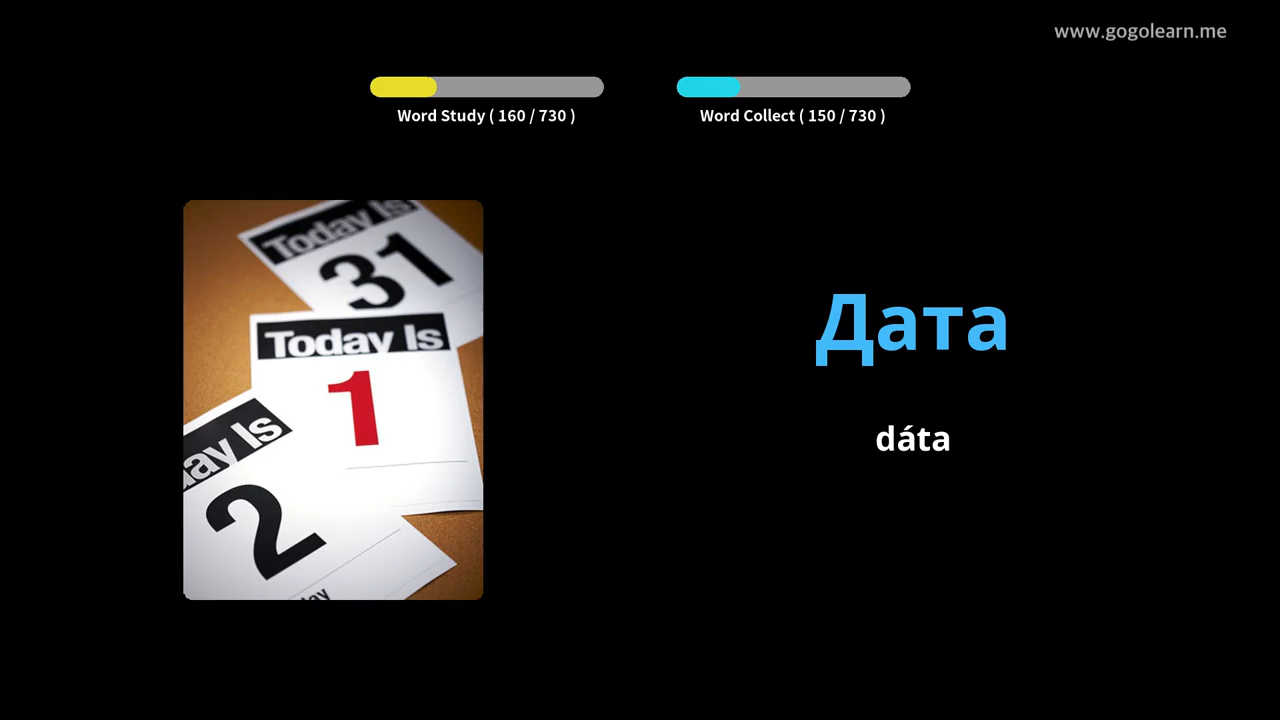 www.gogolearn.me
Word Study ( 160 / 730 )
Word Collect ( 150 / 730 )
Today Is
31
Today Is
1
ay Is
2
Дата
dáta